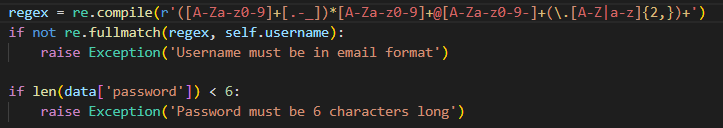 regex = re.compile(r'([A-Za-z0-9]+[.-_])*[A-Za-z0-9]+@[A-Za-z0-9-]+(\.[A-Z|a-z]{2,})+')
if not re.fullmatch(regex, self.username):
    raise Exception('Username must be in email format')
if len(data['password']) < 6:
    raise Exception('Password must be 6 characters long')